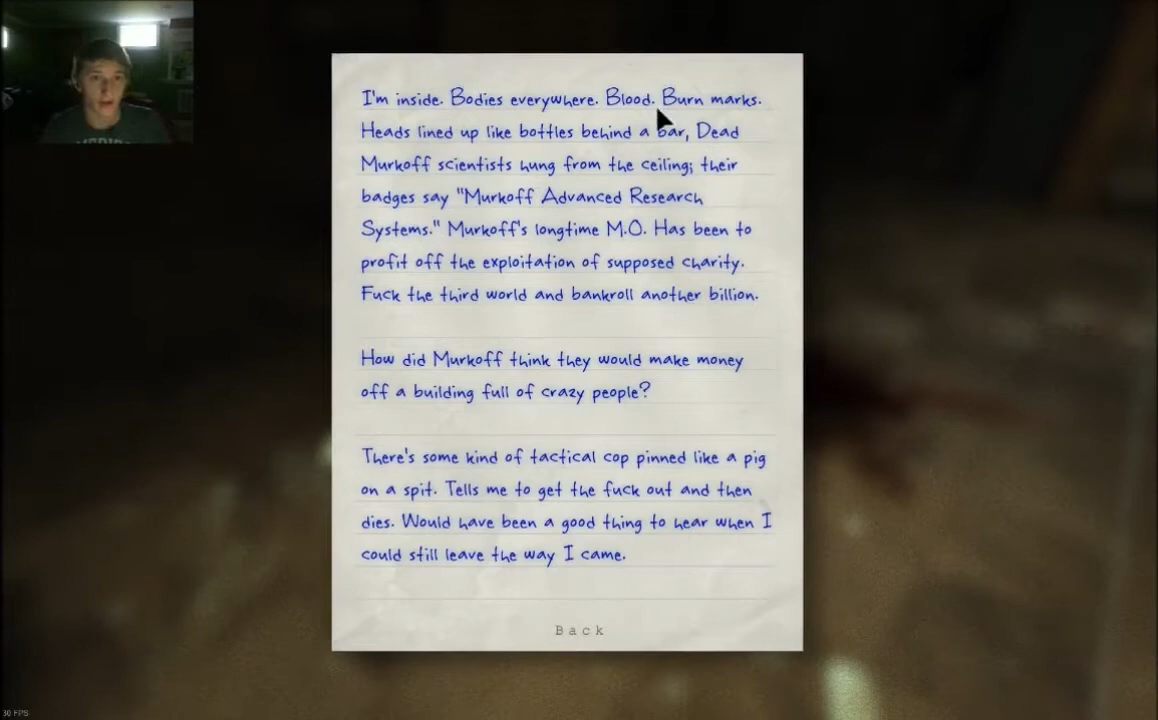 I'm inside. Bodies everywhere. Blood. Burn marks.
Heads lined up like bottles behind a bar, Dead
Murkoff scientists hung from the ceiling; their
badges say "Murkoff Advanced Research
Systems." Murkoff's longtime M.O. Has been to
profit off the exploitation of supposed charity.
Fuck the third world and bankroll another billion.
How did Murkoff think they would make money
off a building full of crazy people?
There's some kind of tactical cop pinned like a pig
on a spit. Tells me to get the fuck out and then
dies. Would have been a good thing to hear when I
could still leave the way I came.
Back
30 FPS